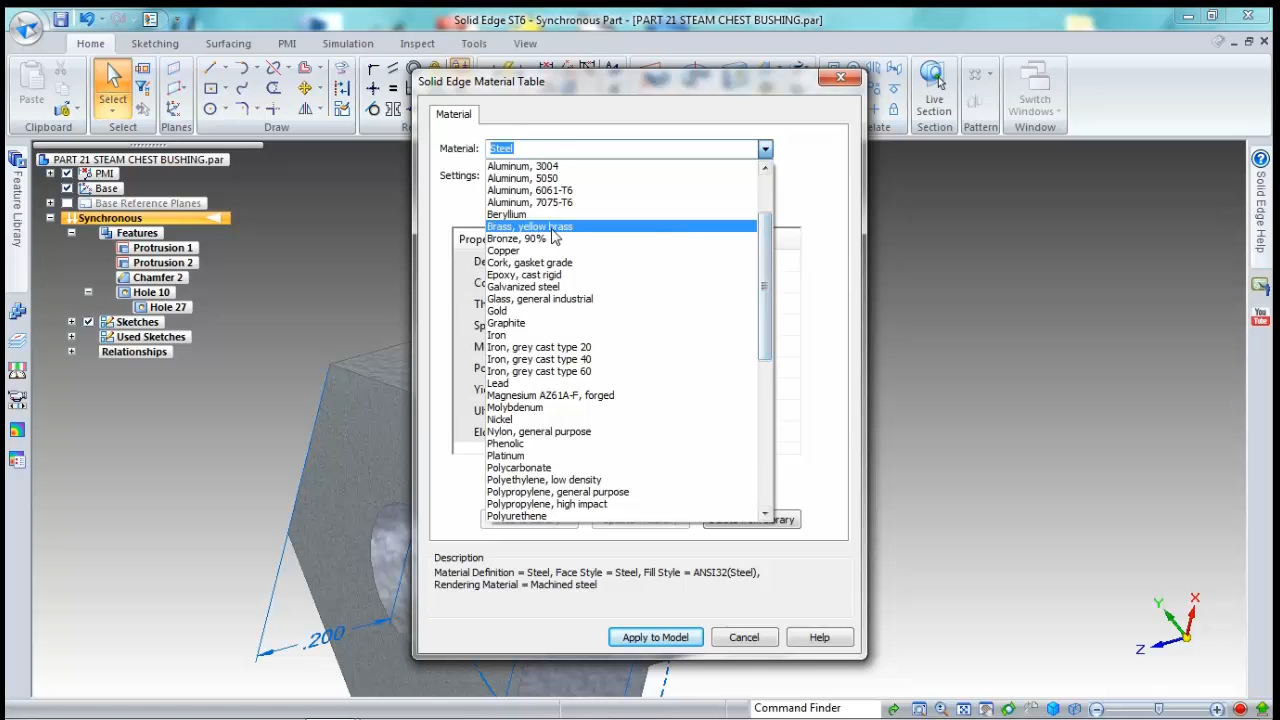 Solid Edge ST6 - Synchronous Part - [PART 21 STEAM CHEST BUSHING.par]
Home Sketching Surfacing PMI Simulation Inspect Tools View
Paste
Select
Live Section
Switch Windows
Clipboard Select Planes Draw Section Pattern Window
Solid Edge Material Table
Material
Material: Steel
Settings:
Aluminum, 3004
Aluminum, 5050
Aluminum, 6061-T6
Aluminum, 7075-T6
Beryllium
Brass, yellow brass
Bronze, 90%
Copper
Cork, gasket grade
Epoxy, cast rigid
Galvanized steel
Glass, general industrial
Gold
Graphite
Iron
Iron, grey cast type 20
Iron, grey cast type 40
Iron, grey cast type 60
Lead
Magnesium AZ61A-F, forged
Molybdenum
Nickel
Nylon, general purpose
Phenolic
Platinum
Polycarbonate
Polyethylene, low density
Polypropylene, general purpose
Polypropylene, high impact
Polyurethene
Description
Material Definition = Steel, Face Style = Steel, Fill Style = ANSI32(Steel),
Rendering Material = Machined steel
Apply to Model Cancel Help
PART 21 STEAM CHEST BUSHING.par
PMI
Base
Base Reference Planes
Synchronous
Features
Protrusion 1
Protrusion 2
Chamfer 2
Hole 10
Hole 27
Sketches
Used Sketches
Relationships
Feature Library
Solid Edge Help
You Tube
.200
Y X
Z
Command Finder